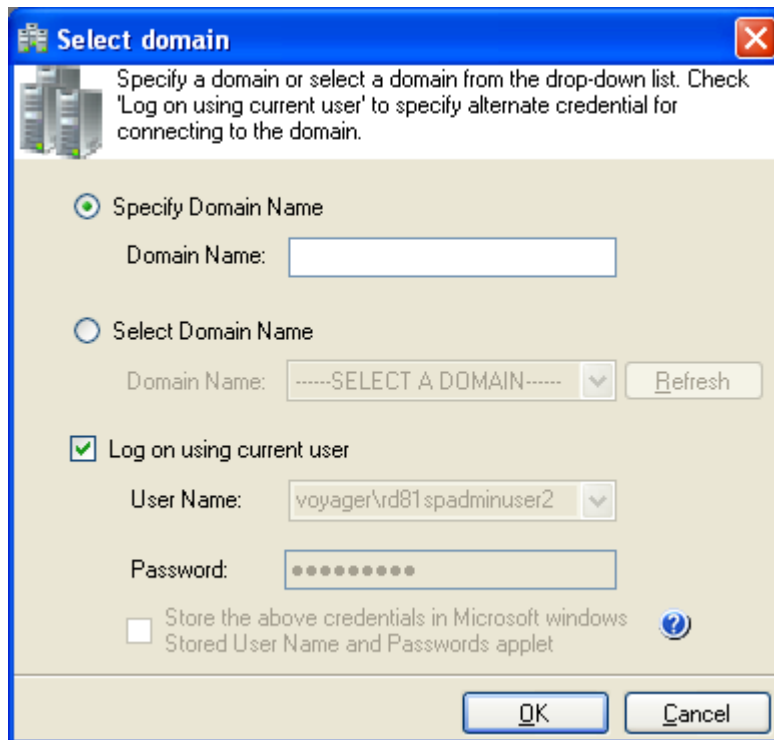 Select domain
Specify a domain or select a domain from the drop-down list. Check
'Log on using current user' to specify alternate credential for
connecting to the domain.
Specify Domain Name
Domain Name:
Select Domain Name
Domain Name: ------SELECT A DOMAIN------ Refresh
Log on using current user
User Name: voyager\rd81spadminuser2
Password: ●●●●●●●●●
Store the above credentials in Microsoft windows
Stored User Name and Passwords applet
OK Cancel